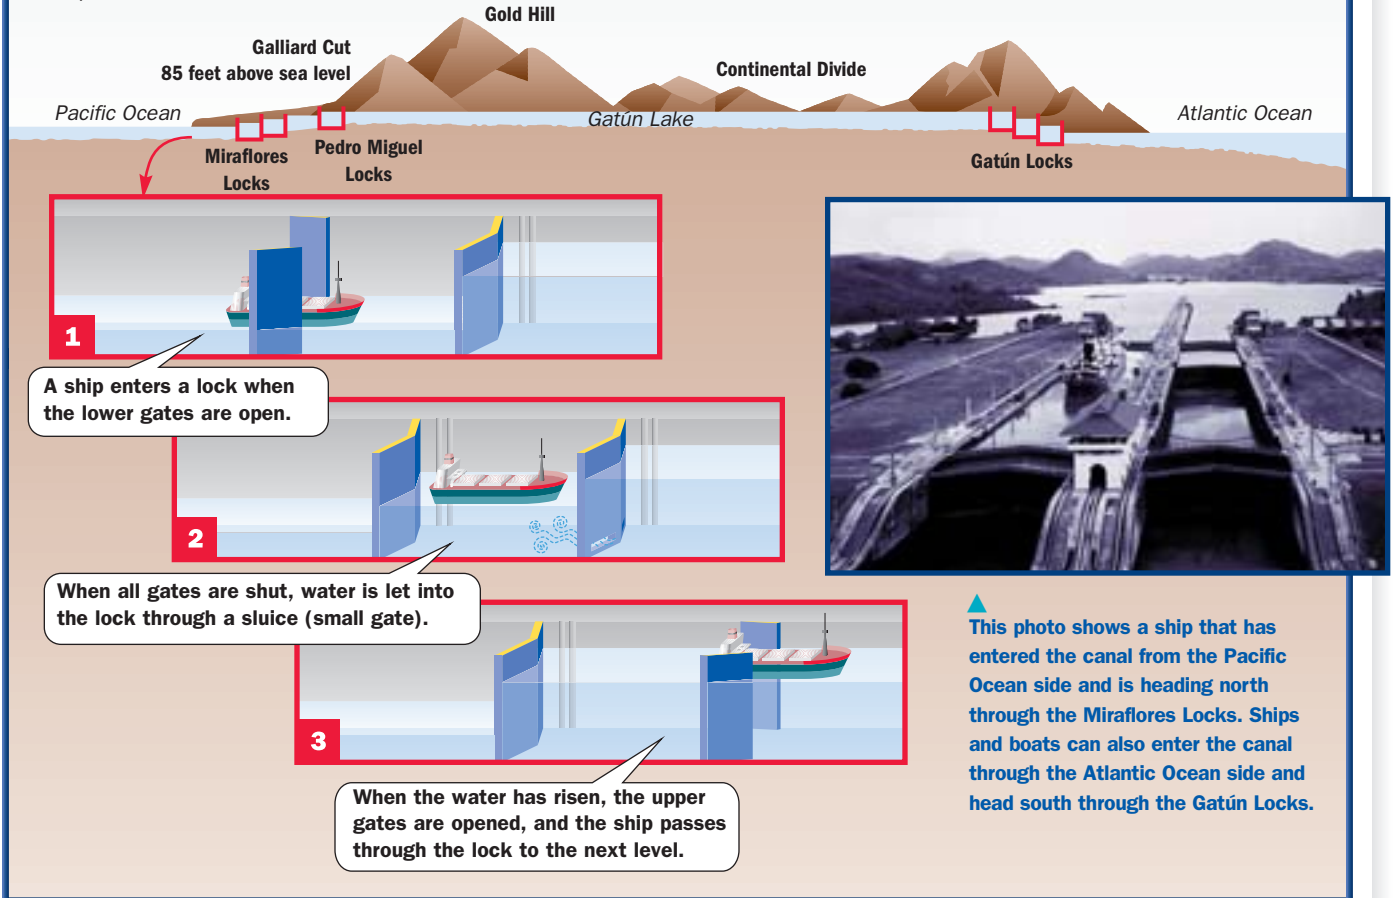 Gold Hill
Galliard Cut
85 feet above sea level
Continental Divide
Pacific Ocean
Gatún Lake
Atlantic Ocean
Miraflores
Locks
Pedro Miguel
Locks
Gatún Locks
1
A ship enters a lock when
the lower gates are open.
2
When all gates are shut, water is let into
the lock through a sluice (small gate).
3
When the water has risen, the upper
gates are opened, and the ship passes
through the lock to the next level.
This photo shows a ship that has
entered the canal from the Pacific
Ocean side and is heading north
through the Miraflores Locks. Ships
and boats can also enter the canal
through the Atlantic Ocean side and
head south through the Gatún Locks.